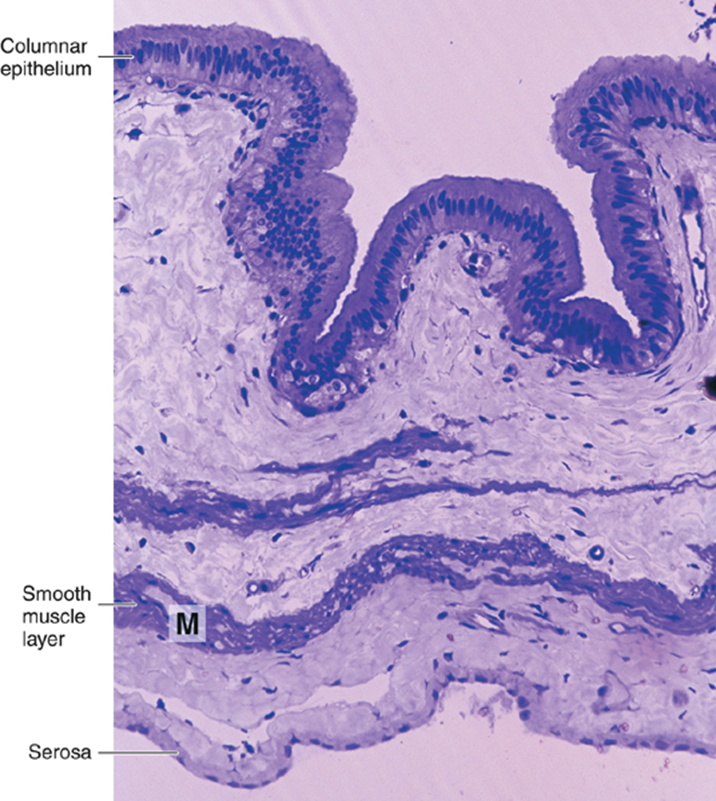 Columnar
epithelium
Smooth
muscle
layer
M
Serosa